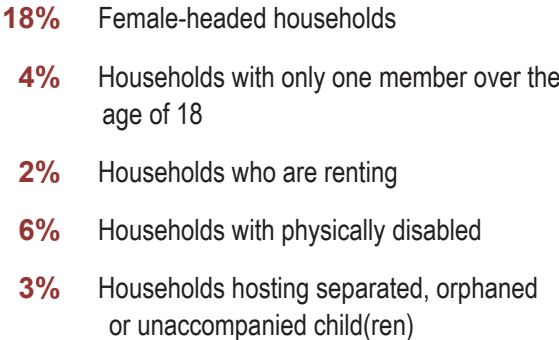 18% Female-headed households
4% Households with only one member over the
age of 18
2% Households who are renting
6% Households with physically disabled
3% Households hosting separated, orphaned
or unaccompanied child(ren)